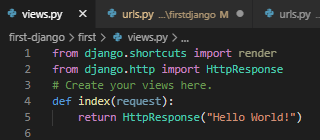 views.py × urls.py ...\firstdjango M ● urls.py ...\
first-django > first > views.py > ...
1 from django.shortcuts import render
2 from django.http import HttpResponse
3 # Create your views here.
4 def index(request):
5 return HttpResponse("Hello World!")
6